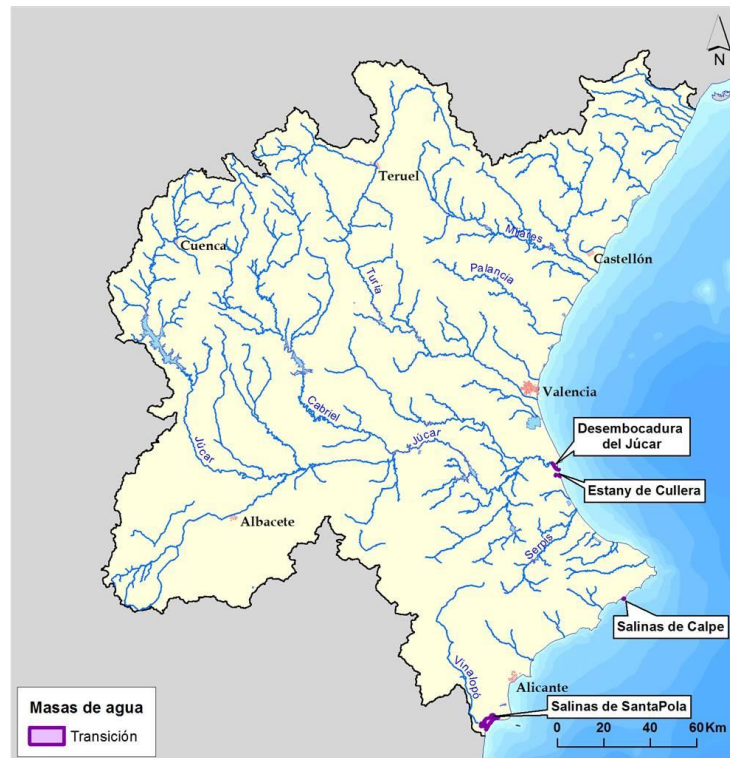 N
Teruel
Cuenca
Mijares
Castellón
Palancia
Turia
Valencia
Cabriel
Desembocadura
del Júcar
Júcar
Júcar
Estany de Cullera
Albacete
Serpis
Salinas de Calpe
Vinalopó
Alicante
Salinas de SantaPola
Masas de agua
Transición
0 20 40 60 Km